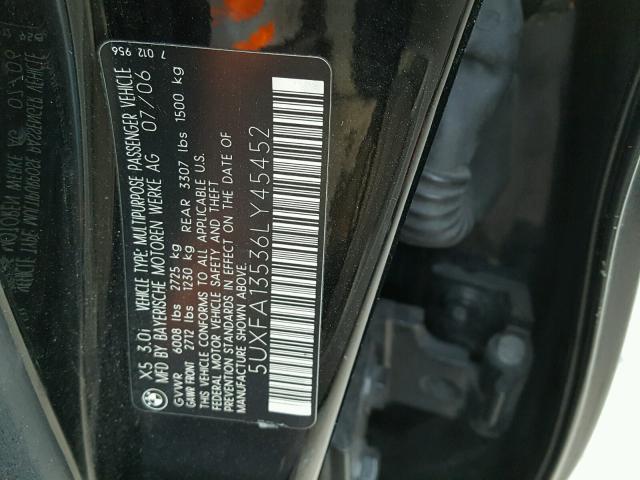 X5 3.0i VEHICLE TYPE: MULTIPURPOSE PASSENGER VEHICLE
MFD BY BAYERISCHE MOTOREN WERKE AG 07/06
GVWR 6008 lbs 2725 kg
GAWR FRONT 2712 lbs 1230 kg REAR 3307 lbs 1500 kg
THIS VEHICLE CONFORMS TO ALL APPLICABLE U.S.
FEDERAL MOTOR VEHICLE SAFETY AND THEFT
PREVENTION STANDARDS IN EFFECT ON THE DATE OF
MANUFACTURE SHOWN ABOVE.
5UXFA13536LY45452
7 012 956